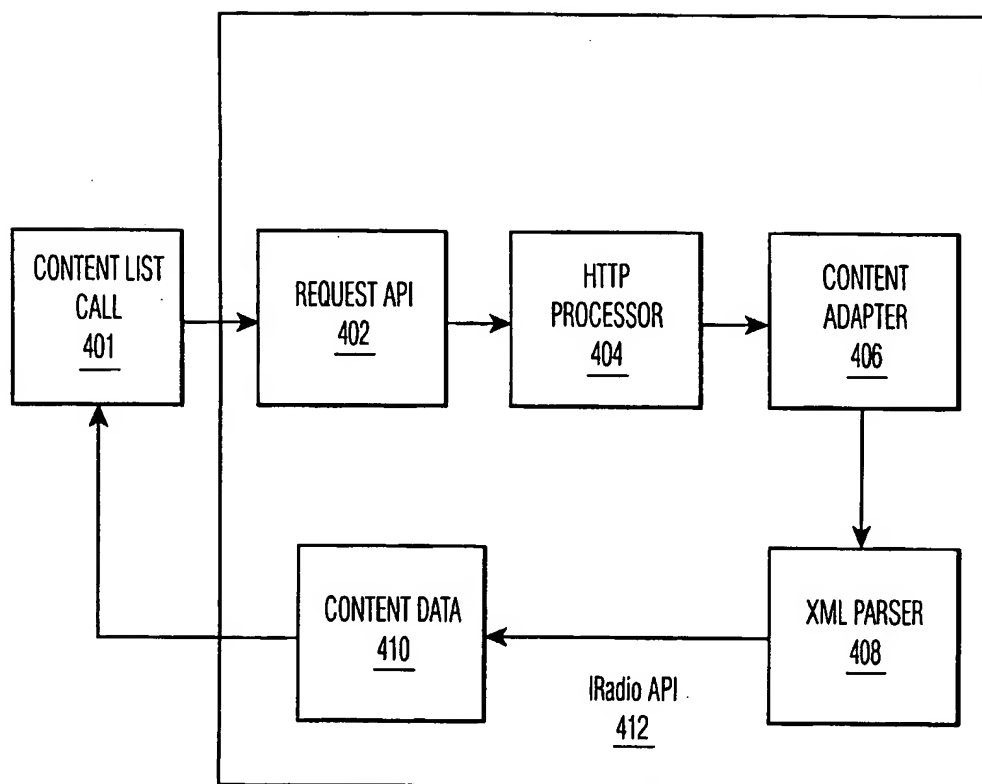 CONTENT LIST
CALL
401
REQUEST API
402
HTTP
PROCESSOR
404
CONTENT
ADAPTER
406
CONTENT DATA
410
XML PARSER
408
IRadio API
412